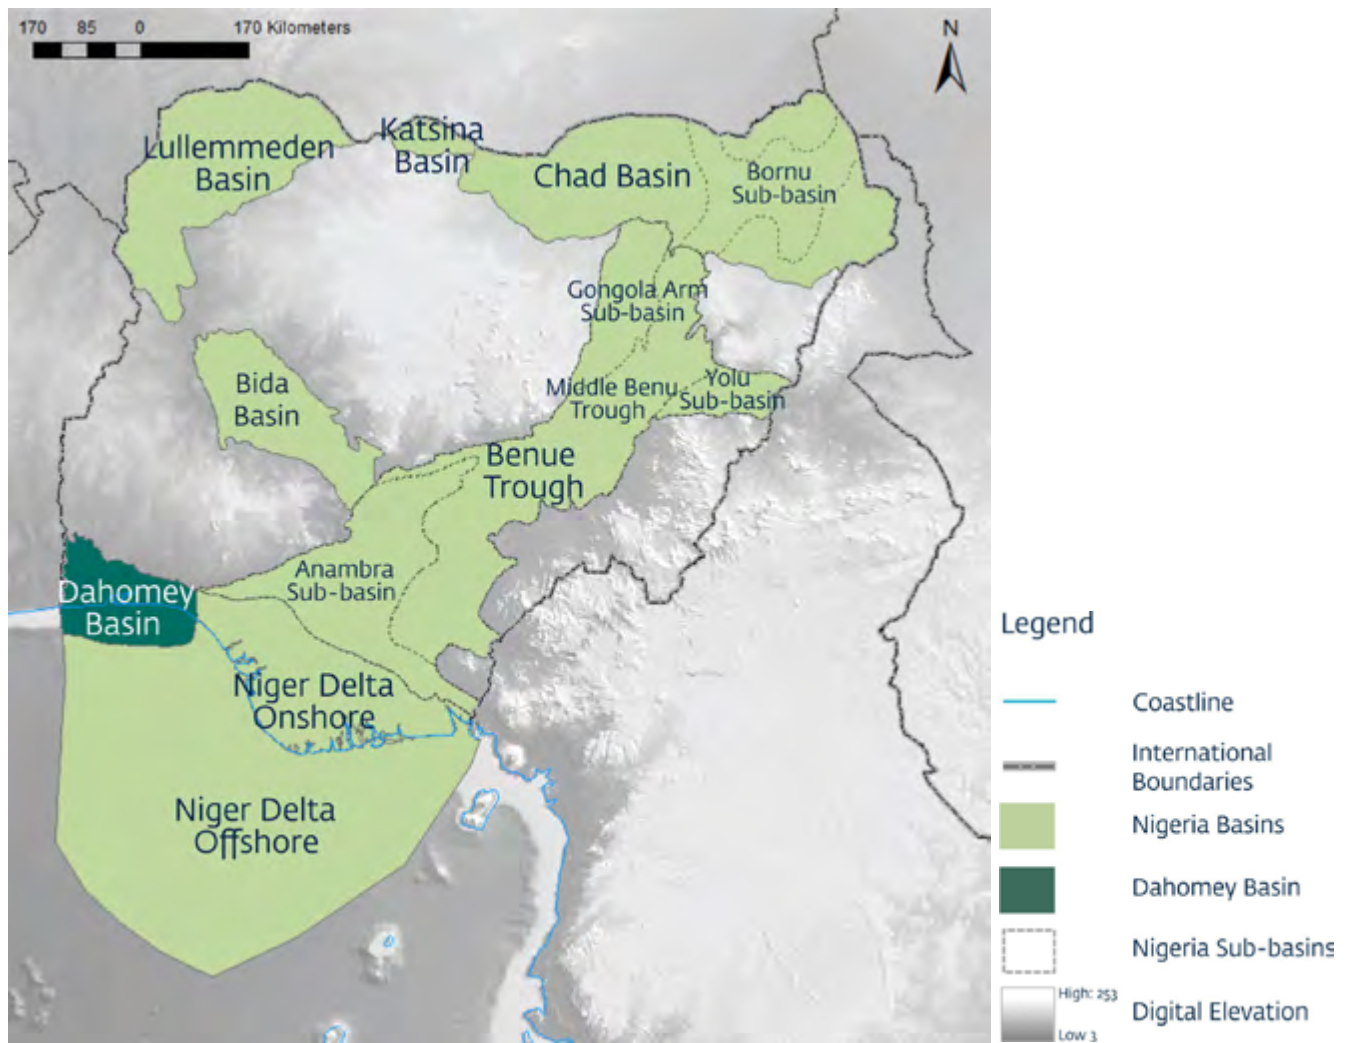 170 85 0 170 Kilometers
N
Lullemmeden
Basin
Katsina
Basin
Chad Basin
Bornu
Sub-basin
Gongola Arm
Sub-basin
Bida
Basin
Middle Benu
Trough
Yolu
Sub-basin
Benue
Trough
Anambra
Sub-basin
Dahomey
Basin
Niger Delta
Onshore
Niger Delta
Offshore
Legend
Coastline
International
Boundaries
Nigeria Basins
Dahomey Basin
Nigeria Sub-basins
High: 253
Digital Elevation
Low 3